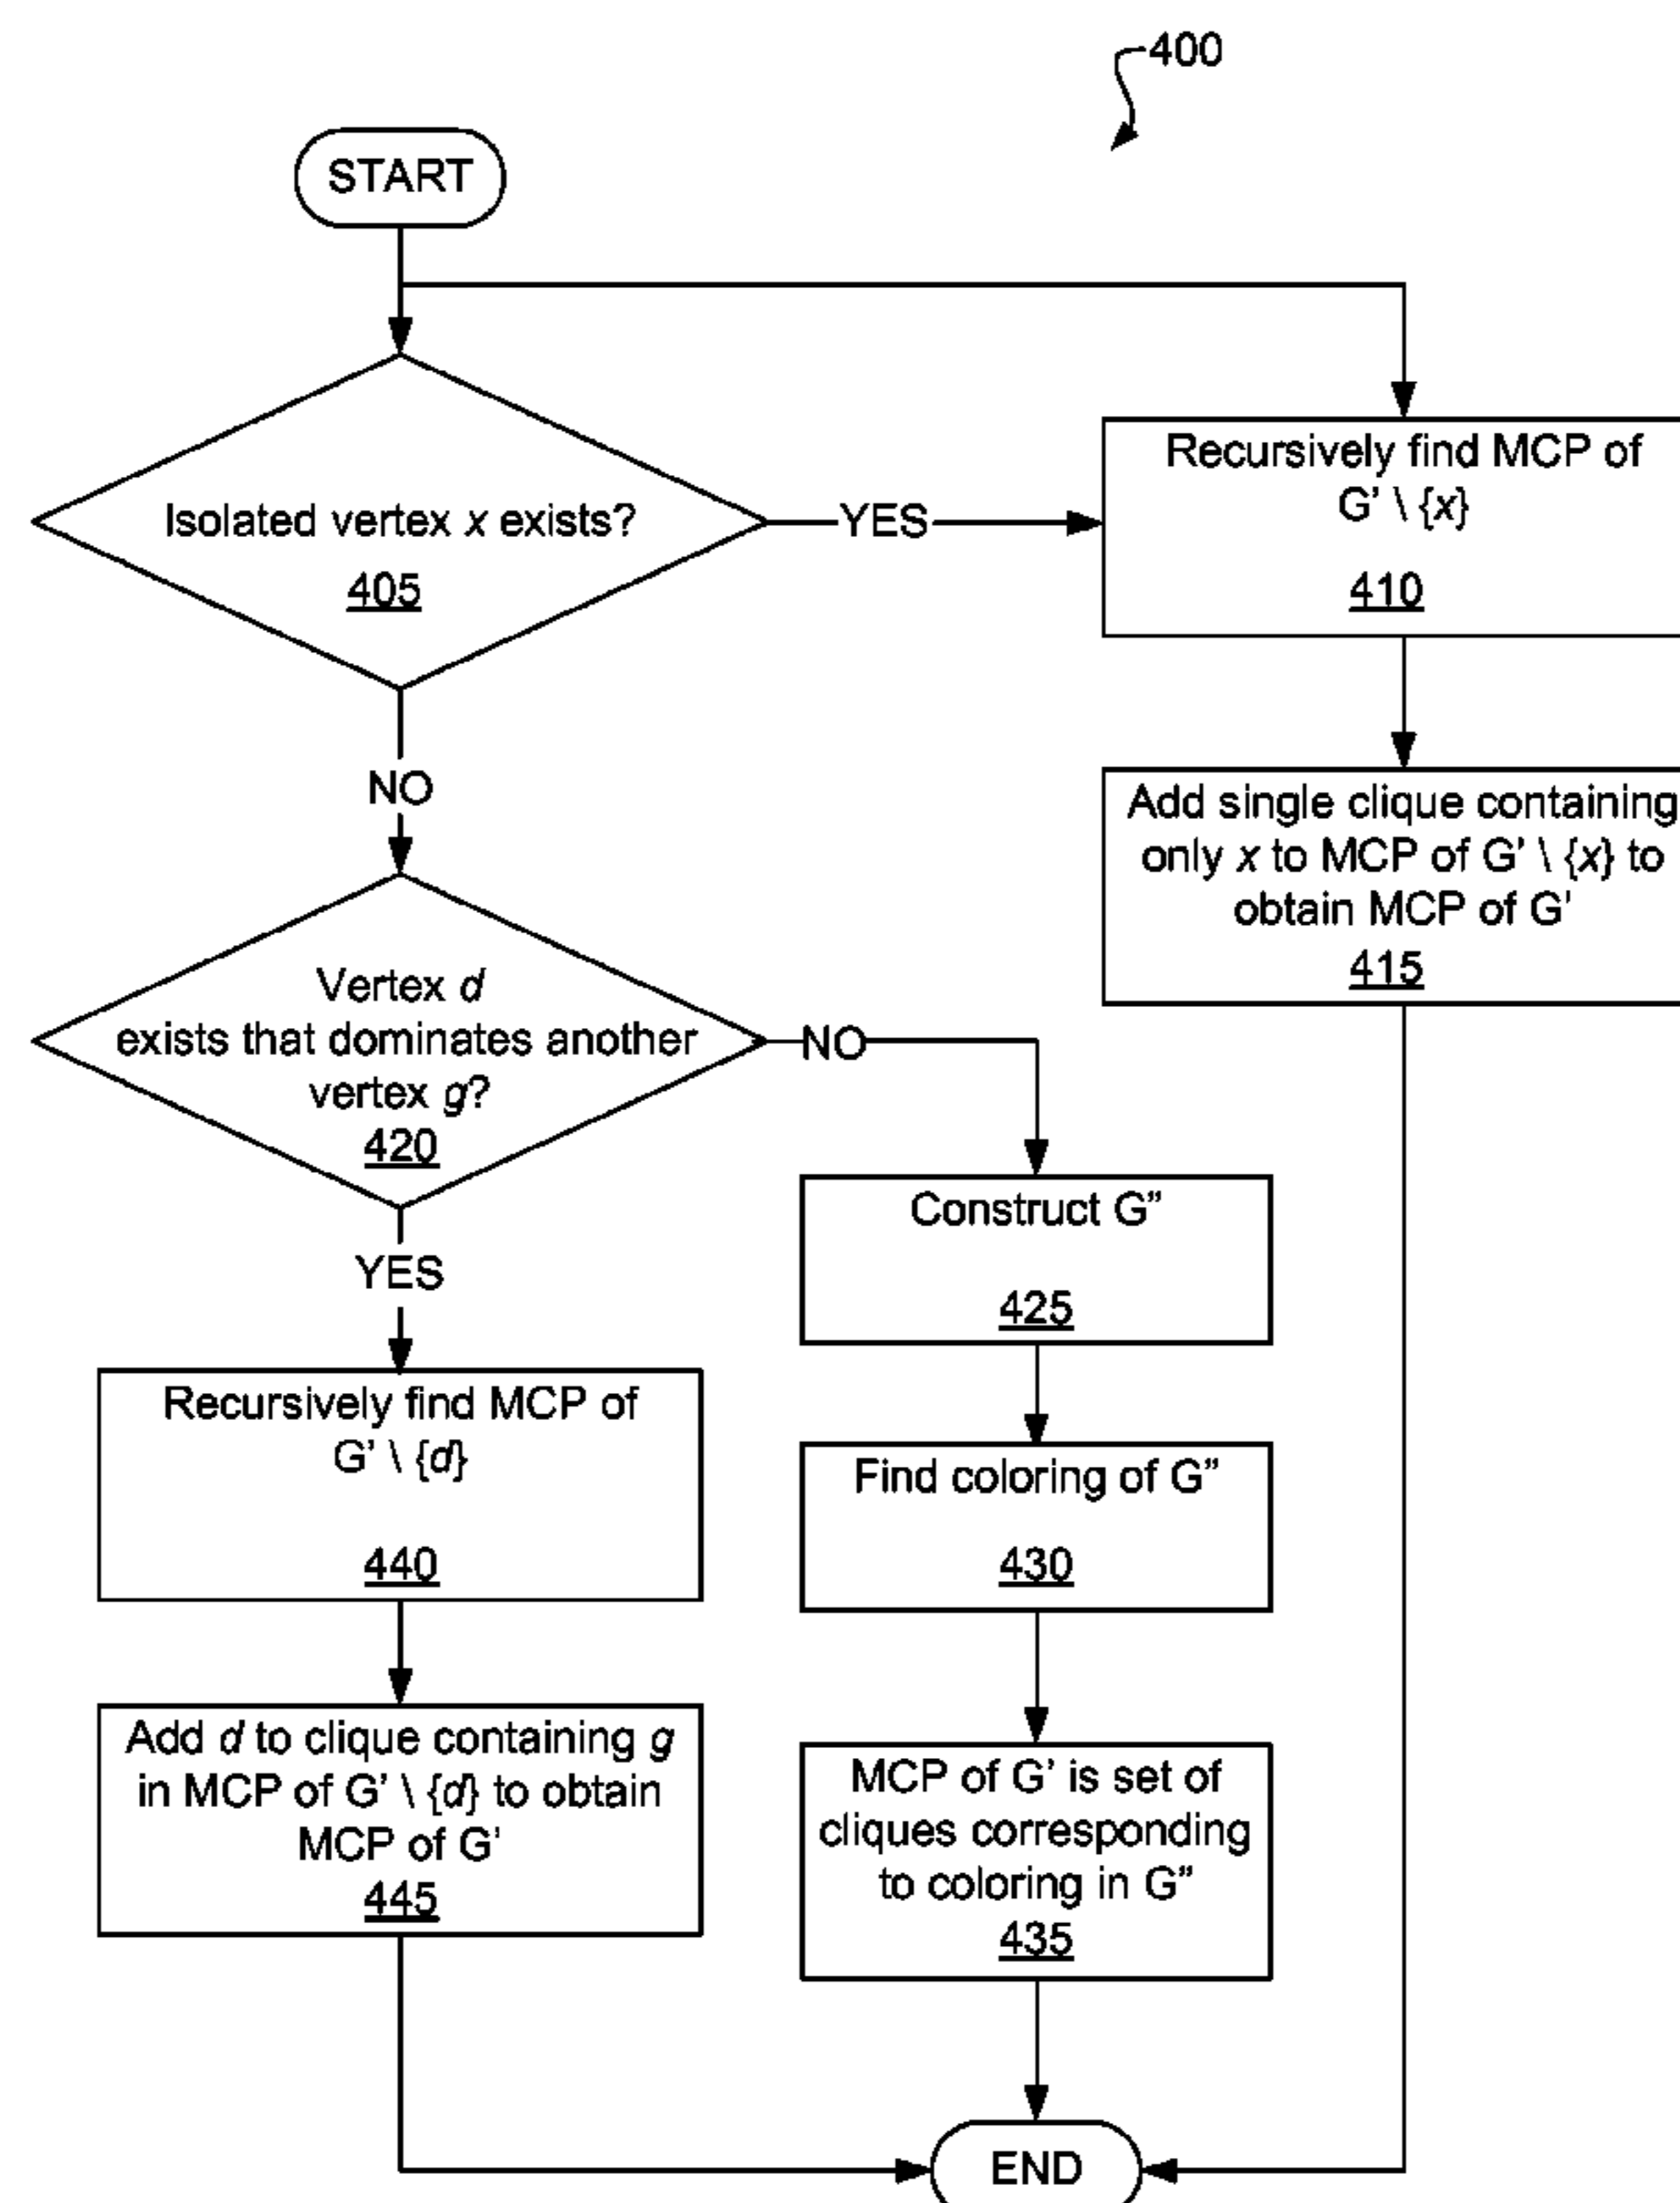 400
START
Isolated vertex x exists?
405
YES
Recursively find MCP of
G' \ {x}
410
NO
Add single clique containing
only x to MCP of G' \ {x} to
obtain MCP of G'
415
Vertex d
exists that dominates another
vertex g?
420
NO
YES
Construct G”
425
Recursively find MCP of
G' \ {d}
440
Find coloring of G”
430
Add d to clique containing g
in MCP of G' \ {d} to obtain
MCP of G'
445
MCP of G' is set of
cliques corresponding
to coloring in G”
435
END